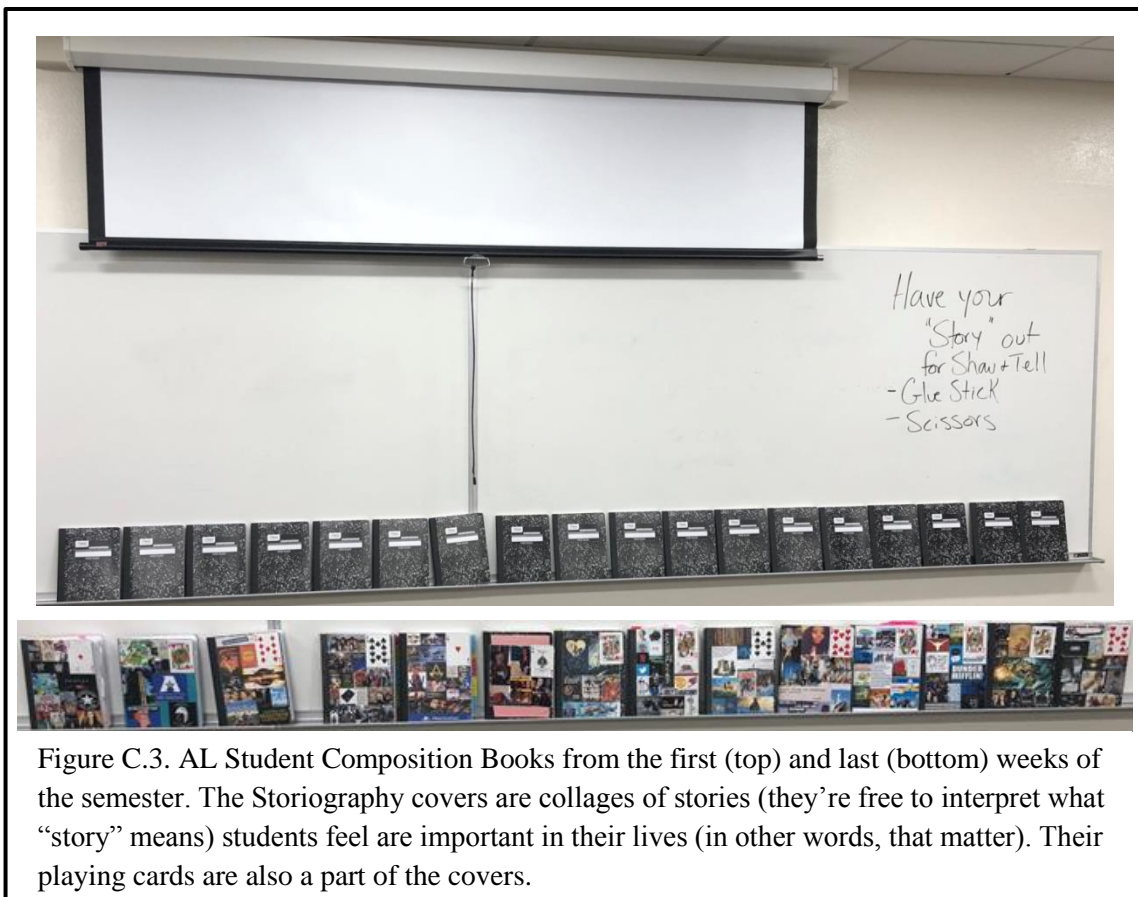 Have your
"Story" out
for Show + Tell
- Glue Stick
- Scissors
A
DUNDER
MIFFLIN
Figure C.3. AL Student Composition Books from the first (top) and last (bottom) weeks of
the semester. The Storiography covers are collages of stories (they’re free to interpret what
“story” means) students feel are important in their lives (in other words, that matter). Their
playing cards are also a part of the covers.